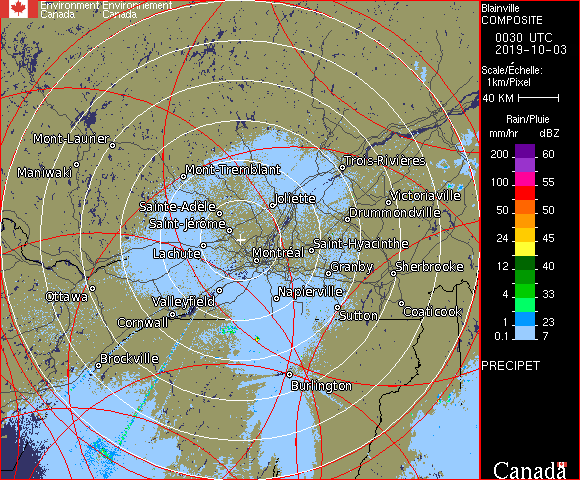 Environment Environnement
Canada Canada
Blainville
COMPOSITE
0030 UTC
2019-10-03
Scale/Échelle:
1km/Pixel
40 KM
Rain/Pluie
mm/hr dBZ
200 60
100 55
50 50
24 45
12 40
4 33
1 23
0.1 7
PRECIPET
Mont-Laurier
Maniwaki
Mont-Tremblant
Trois-Rivières
Joliette
Victoriaville
Sainte-Adèle
Drummondville
Saint-Jérôme
Lachute
Montréal
Saint-Hyacinthe
Granby
Sherbrooke
Ottawa
Valleyfield
Napierville
Cornwall
Sutton
Coaticook
Brockville
Burlington
Canada